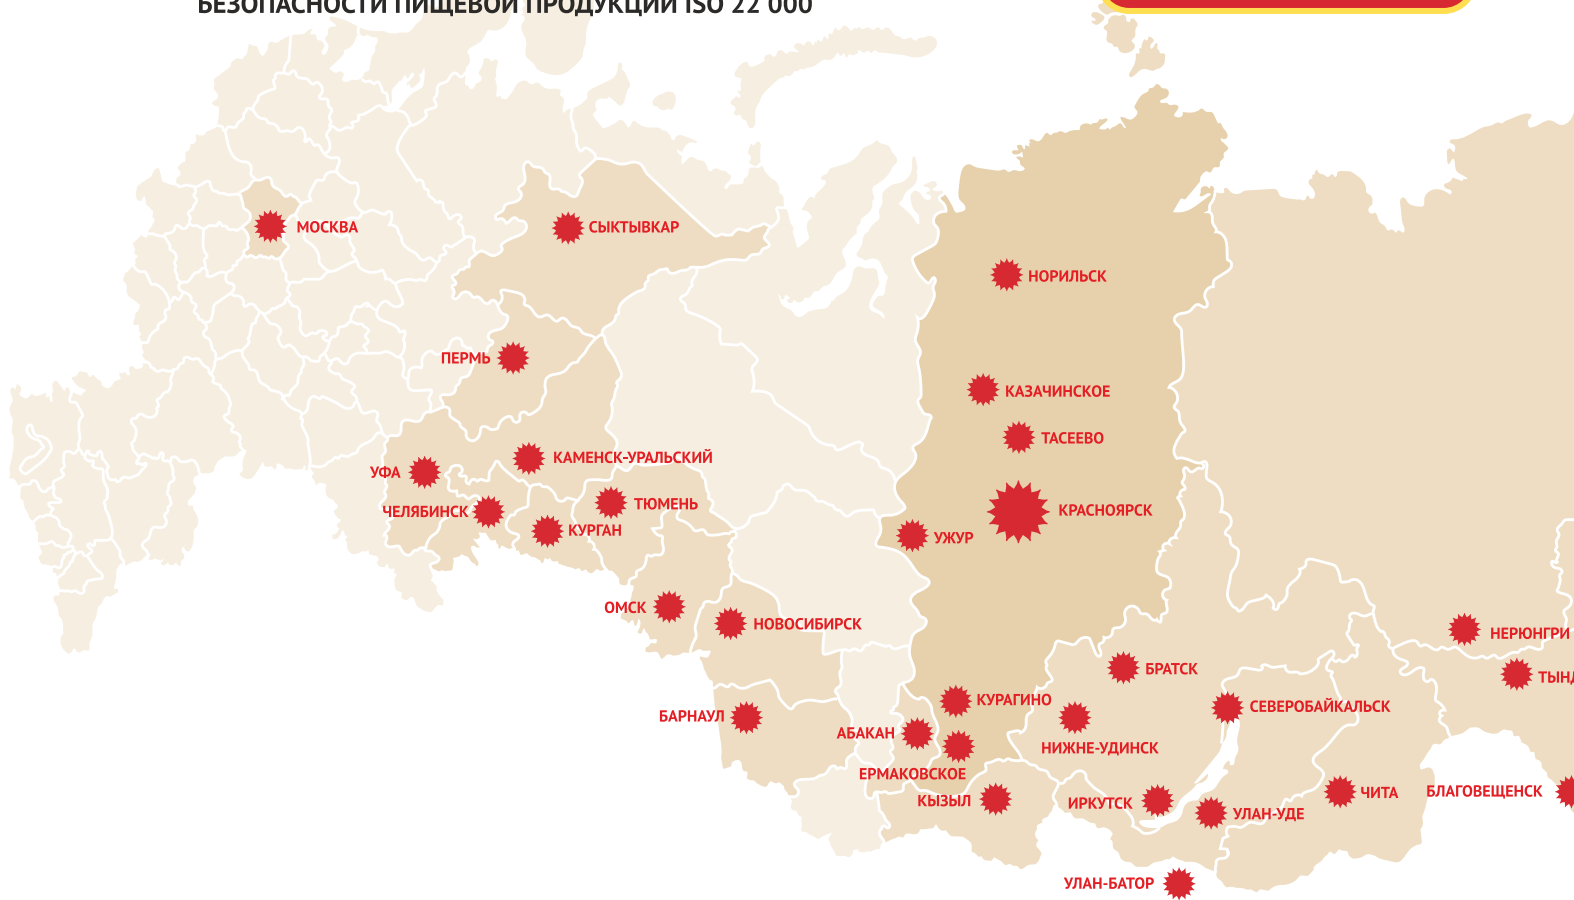 БЕЗОПАСНОСТИ ПИЩЕВОЙ ПРОДУКЦИИ ISO 22 000
МОСКВА
СЫКТЫВКАР
НОРИЛЬСК
ПЕРМЬ
КАЗАЧИНСКОЕ
ТАСЕЕВО
КАМЕНСК-УРАЛЬСКИЙ
УФА
ТЮМЕНЬ
ЧЕЛЯБИНСК
КРАСНОЯРСК
КУРГАН
УЖУР
ОМСК
НОВОСИБИРСК
НЕРЮНГРИ
БРАТСК
ТЫНД
КУРАГИНО
СЕВЕРОБАЙКАЛЬСК
БАРНАУЛ
АБАКАН
НИЖНЕ-УДИНСК
ЕРМАКОВСКОЕ
ЧИТА
БЛАГОВЕЩЕНСК
КЫЗЫЛ
ИРКУТСК
УЛАН-УДЕ
УЛАН-БАТОР